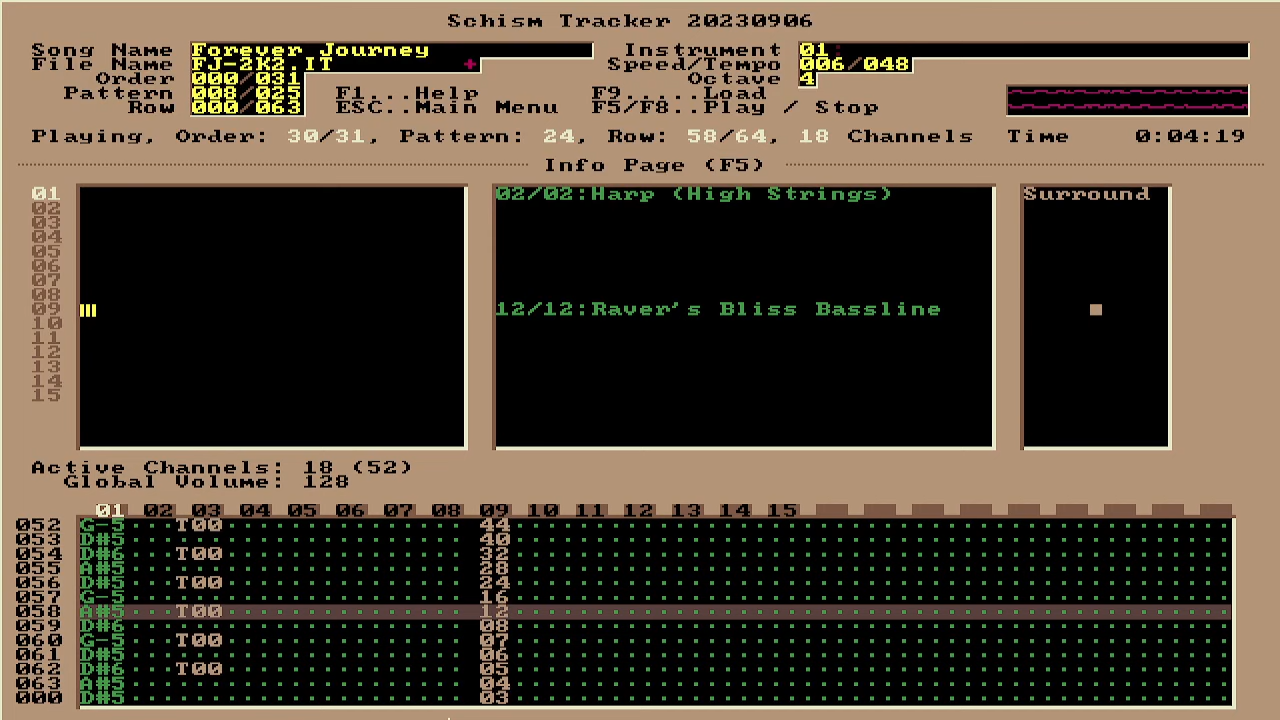 Schism Tracker 20230906
Song Name Forever Journey Instrument 01:
File Name FJ-2K2.IT + Speed/Tempo 006/048
Order 000/031 Octave 4
Pattern 008/025 F1...Help F9.....Load
Row 000/063 ESC..Main Menu F5/F8..Play / Stop
Playing, Order: 30/31, Pattern: 24, Row: 58/64, 18 Channels Time 0:04:19
Info Page (F5)
01 02/02:Harp (High Strings) Surround
02
03
04
05
06
07
08
09 12/12:Raver's Bliss Bassline
10
11
12
13
14
15
Active Channels: 18 (52)
Global Volume: 128
01 02 03 04 05 06 07 08 09 10 11 12 13 14 15
052 G-5 T00 44
053 D#5 40
054 D#6 T00 32
055 A#5 28
056 D#5 T00 24
057 G-5 16
058 A#5 T00 12
059 D#6 08
060 G-5 T00 07
061 D#5 06
062 D#6 T00 05
063 A#5 04
000 D#5 03